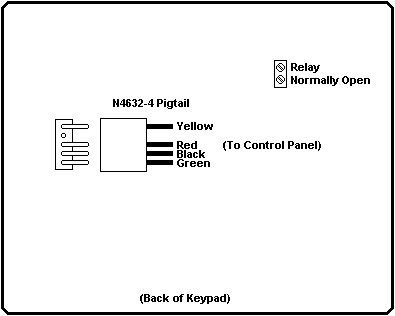 Relay
Normally Open
N4632-4 Pigtail
Yellow
Red (To Control Panel)
Black
Green
(Back of Keypad)